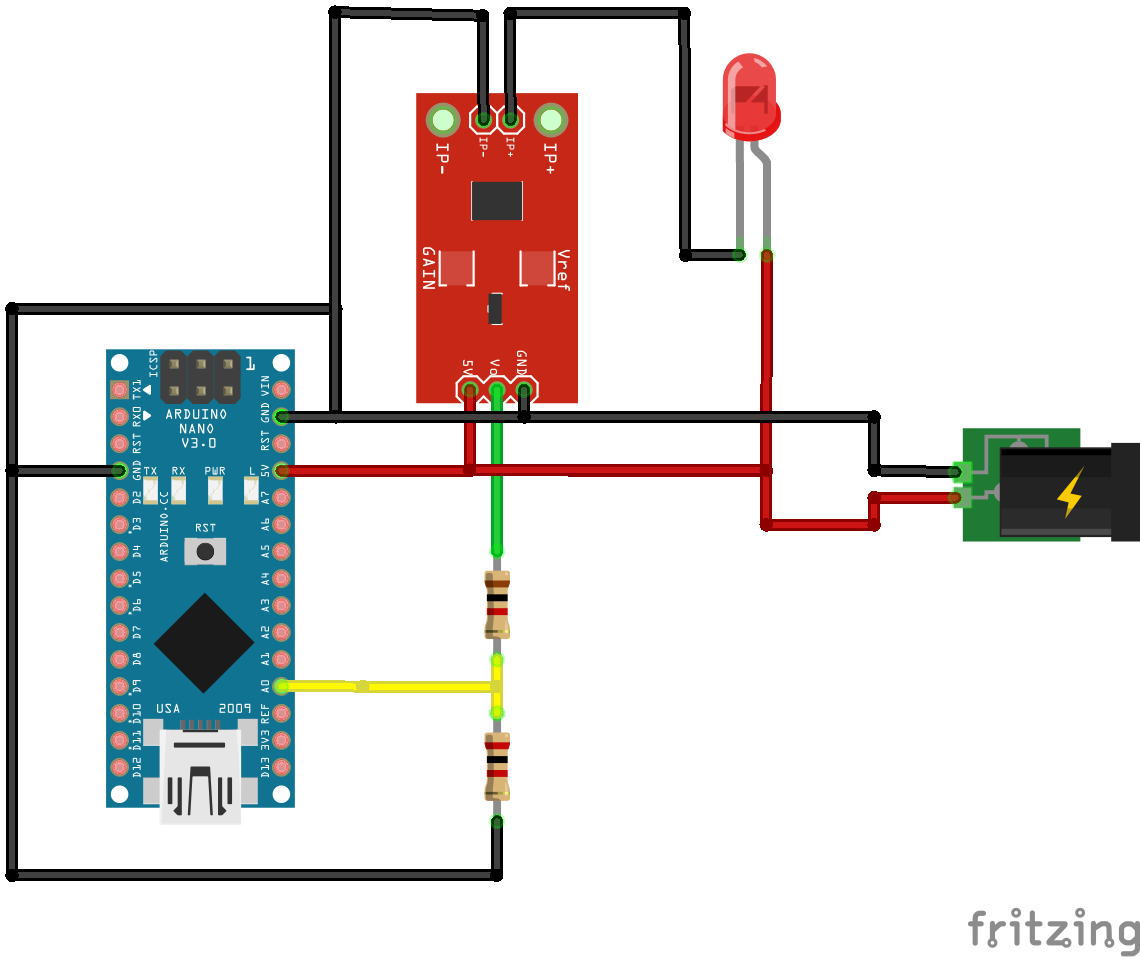 IP-
IP-
IP+
IP+
GAIN
Vref
5V
Vo
GND
ICSP
1
ARDUINO
NANO
V3.0
TX
RX
PWR
L
ARDUINO.CC
RST
USA
2009
TX1
RX0
RST
GND
D2
D3
D4
D5
D6
D7
D8
D9
D10
D11
D12
VIN
GND
RST
5V
A7
A6
A5
A4
A3
A2
A1
A0
REF
3V3
D13
fritzing